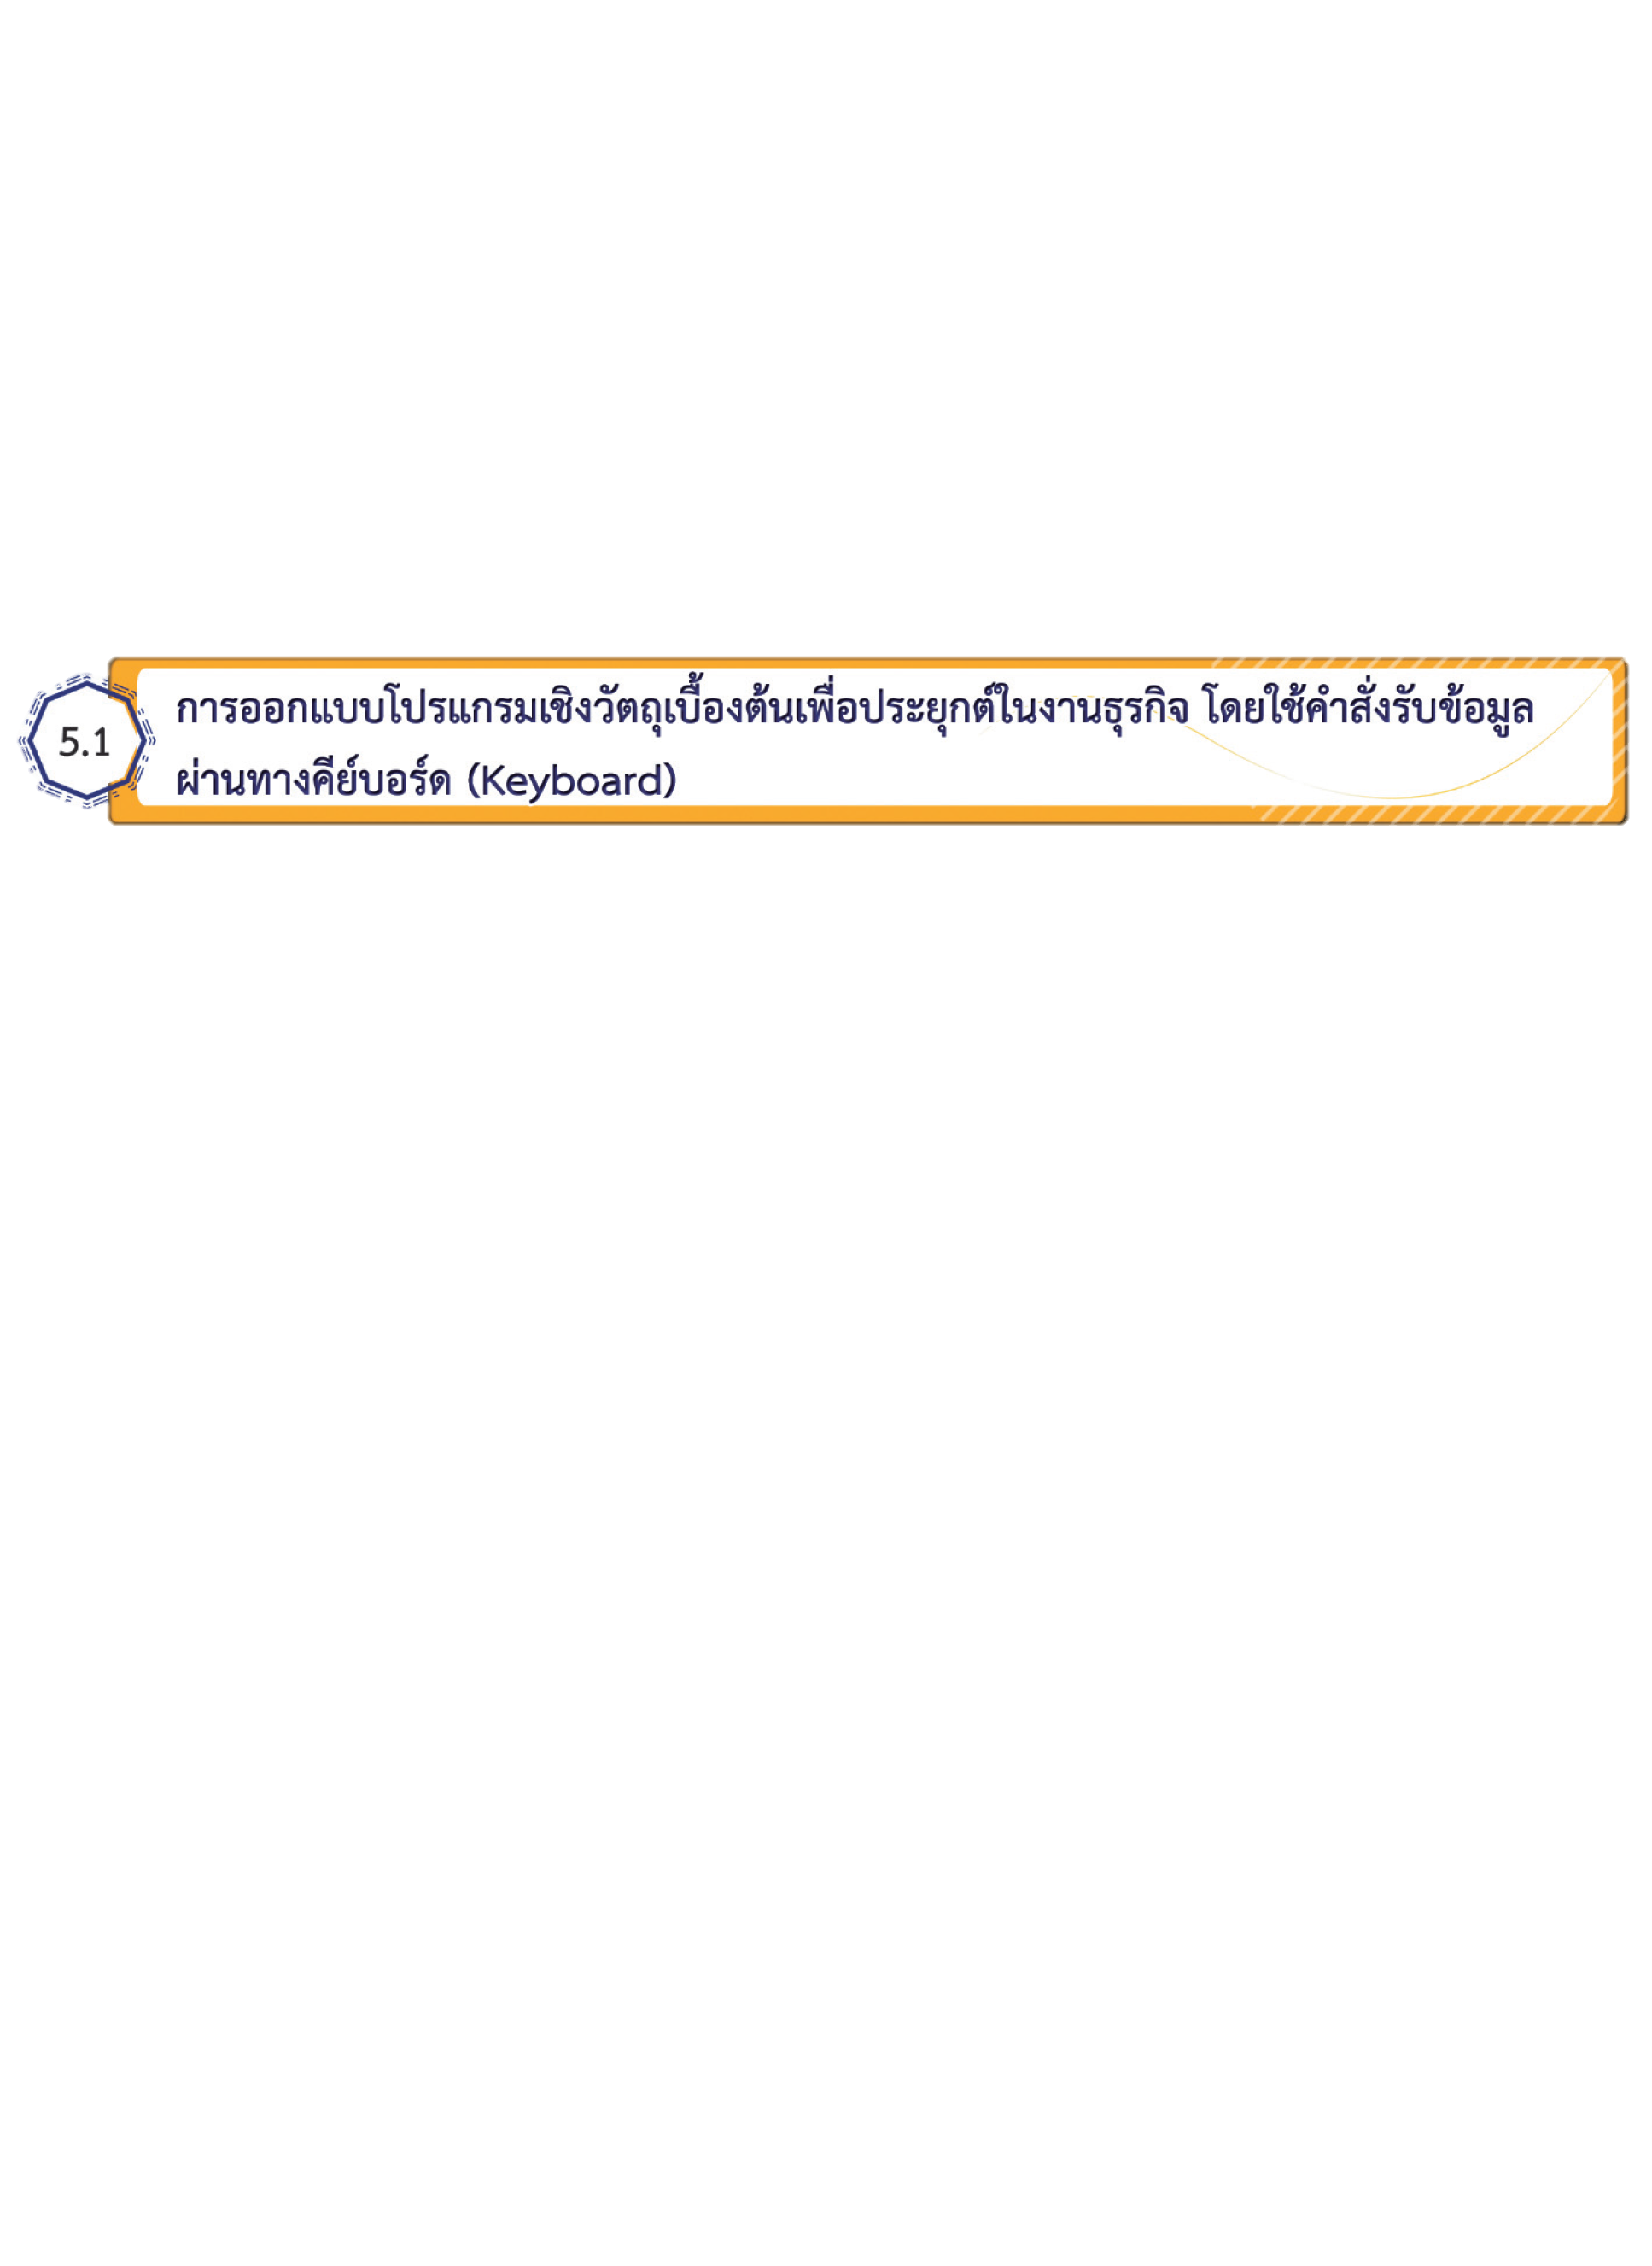 5.1
การออกแบบโปรแกรมเชิงวัตถุเบื้องต้นเพื่อประยุกต์ในงานธุรกิจ โดยใช้คำสั่งรับข้อมูล
ผ่านทางคีย์บอร์ด (Keyboard)